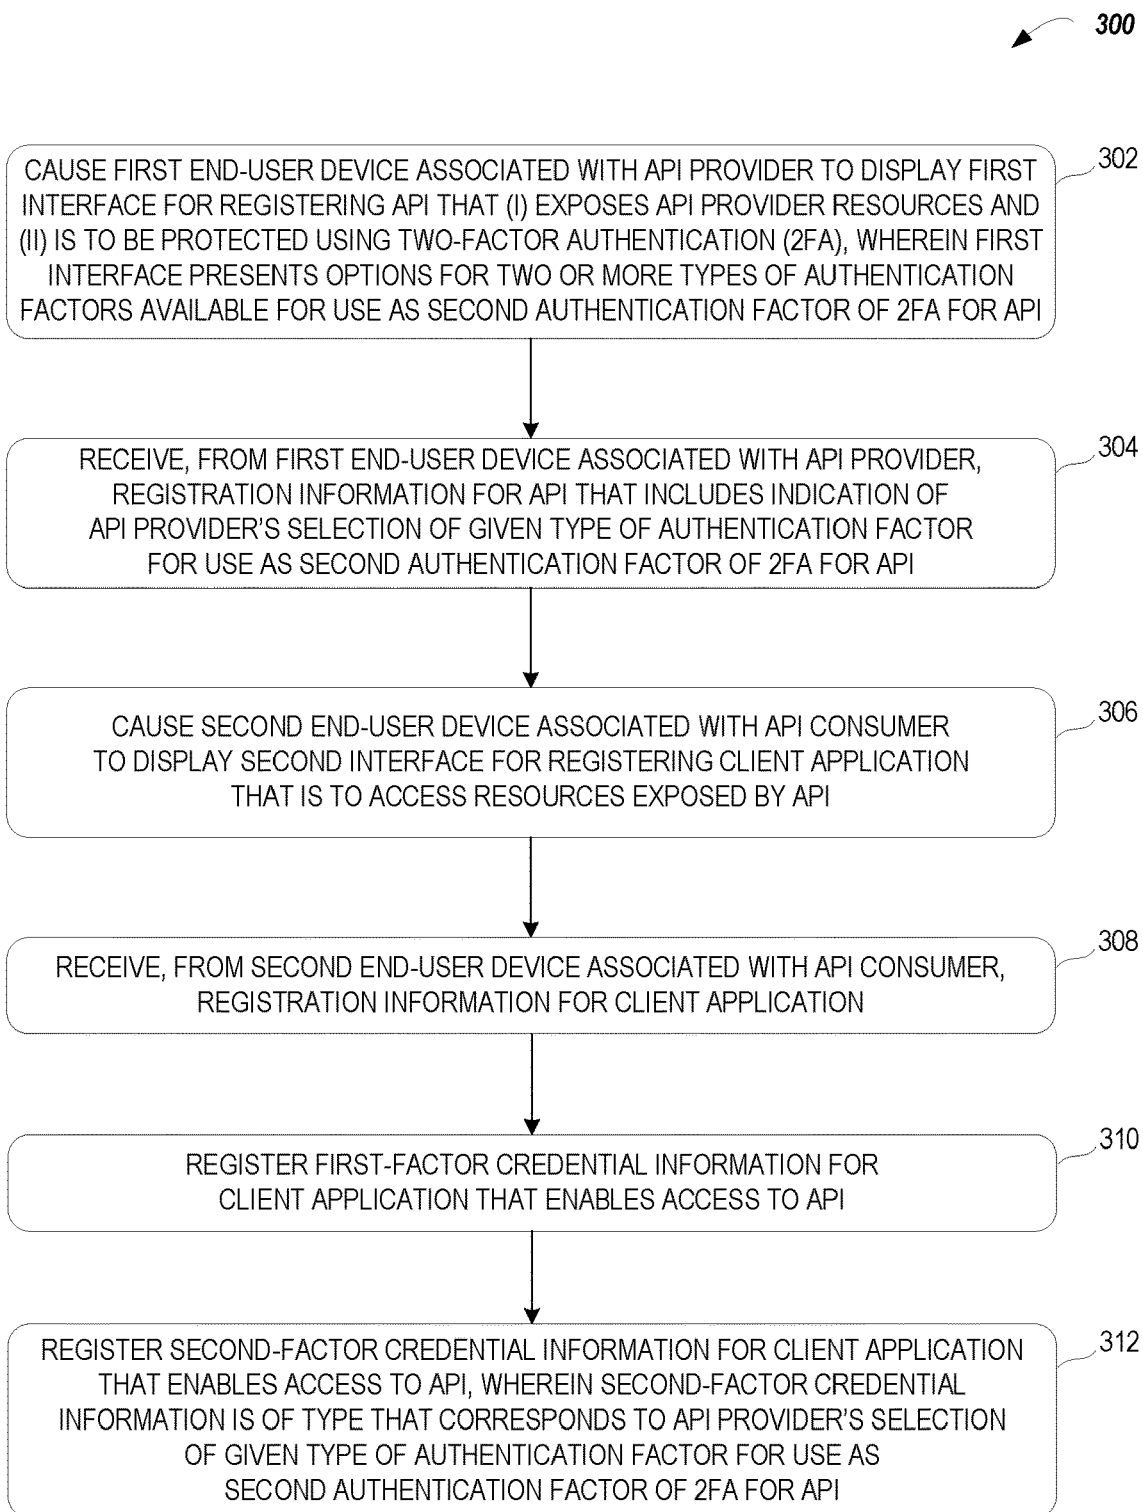 300
302
CAUSE FIRST END-USER DEVICE ASSOCIATED WITH API PROVIDER TO DISPLAY FIRST
INTERFACE FOR REGISTERING API THAT (I) EXPOSES API PROVIDER RESOURCES AND
(II) IS TO BE PROTECTED USING TWO-FACTOR AUTHENTICATION (2FA), WHEREIN FIRST
INTERFACE PRESENTS OPTIONS FOR TWO OR MORE TYPES OF AUTHENTICATION
FACTORS AVAILABLE FOR USE AS SECOND AUTHENTICATION FACTOR OF 2FA FOR API
304
RECEIVE, FROM FIRST END-USER DEVICE ASSOCIATED WITH API PROVIDER,
REGISTRATION INFORMATION FOR API THAT INCLUDES INDICATION OF
API PROVIDER'S SELECTION OF GIVEN TYPE OF AUTHENTICATION FACTOR
FOR USE AS SECOND AUTHENTICATION FACTOR OF 2FA FOR API
306
CAUSE SECOND END-USER DEVICE ASSOCIATED WITH API CONSUMER
TO DISPLAY SECOND INTERFACE FOR REGISTERING CLIENT APPLICATION
THAT IS TO ACCESS RESOURCES EXPOSED BY API
308
RECEIVE, FROM SECOND END-USER DEVICE ASSOCIATED WITH API CONSUMER,
REGISTRATION INFORMATION FOR CLIENT APPLICATION
310
REGISTER FIRST-FACTOR CREDENTIAL INFORMATION FOR
CLIENT APPLICATION THAT ENABLES ACCESS TO API
312
REGISTER SECOND-FACTOR CREDENTIAL INFORMATION FOR CLIENT APPLICATION
THAT ENABLES ACCESS TO API, WHEREIN SECOND-FACTOR CREDENTIAL
INFORMATION IS OF TYPE THAT CORRESPONDS TO API PROVIDER'S SELECTION
OF GIVEN TYPE OF AUTHENTICATION FACTOR FOR USE AS
SECOND AUTHENTICATION FACTOR OF 2FA FOR API